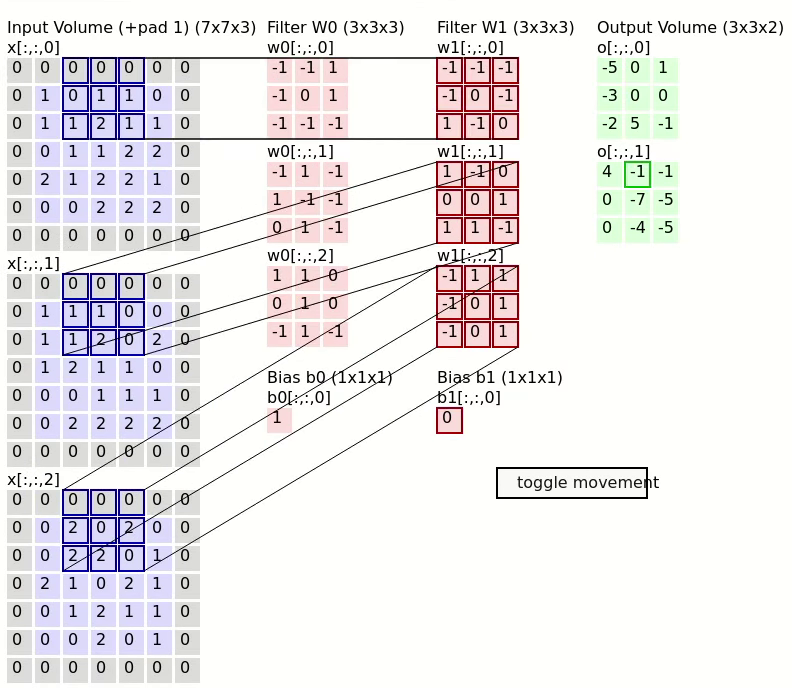 Input Volume (+pad 1) (7x7x3) Filter W0 (3x3x3) Filter W1 (3x3x3) Output Volume (3x3x2)
x[:,:,0] w0[:,:,0] w1[:,:,0] o[:,:,0]
0 0 0 0 0 0 0 -1 -1 1 -1 -1 -1 -5 0 1
0 1 0 1 1 0 0 -1 0 1 -1 0 -1 -3 0 0
0 1 1 2 1 1 0 -1 -1 -1 1 -1 0 -2 5 -1
0 0 1 1 2 2 0 w0[:,:,1] w1[:,:,1] o[:,:,1]
0 2 1 2 2 1 0 -1 1 -1 1 -1 0 4 -1 -1
0 0 0 2 2 2 0 1 -1 -1 0 0 1 0 -7 -5
0 0 0 0 0 0 0 0 1 -1 1 1 -1 0 -4 -5
x[:,:,1] w0[:,:,2] w1[:,:,2]
0 0 0 0 0 0 0 1 1 0 -1 1 1
0 1 1 1 0 0 0 0 1 0 -1 0 1
0 1 1 2 0 2 0 -1 1 -1 -1 0 1
0 1 2 1 1 0 0
0 0 0 1 1 1 0 Bias b0 (1x1x1) Bias b1 (1x1x1)
b0[:,:,0] b1[:,:,0]
0 0 2 2 2 2 0 1 0
0 0 0 0 0 0 0
x[:,:,2] toggle movement
0 0 0 0 0 0 0
0 0 2 0 2 0 0
0 0 2 2 0 1 0
0 2 1 0 2 1 0
0 0 1 2 1 1 0
0 0 0 2 0 1 0
0 0 0 0 0 0 0